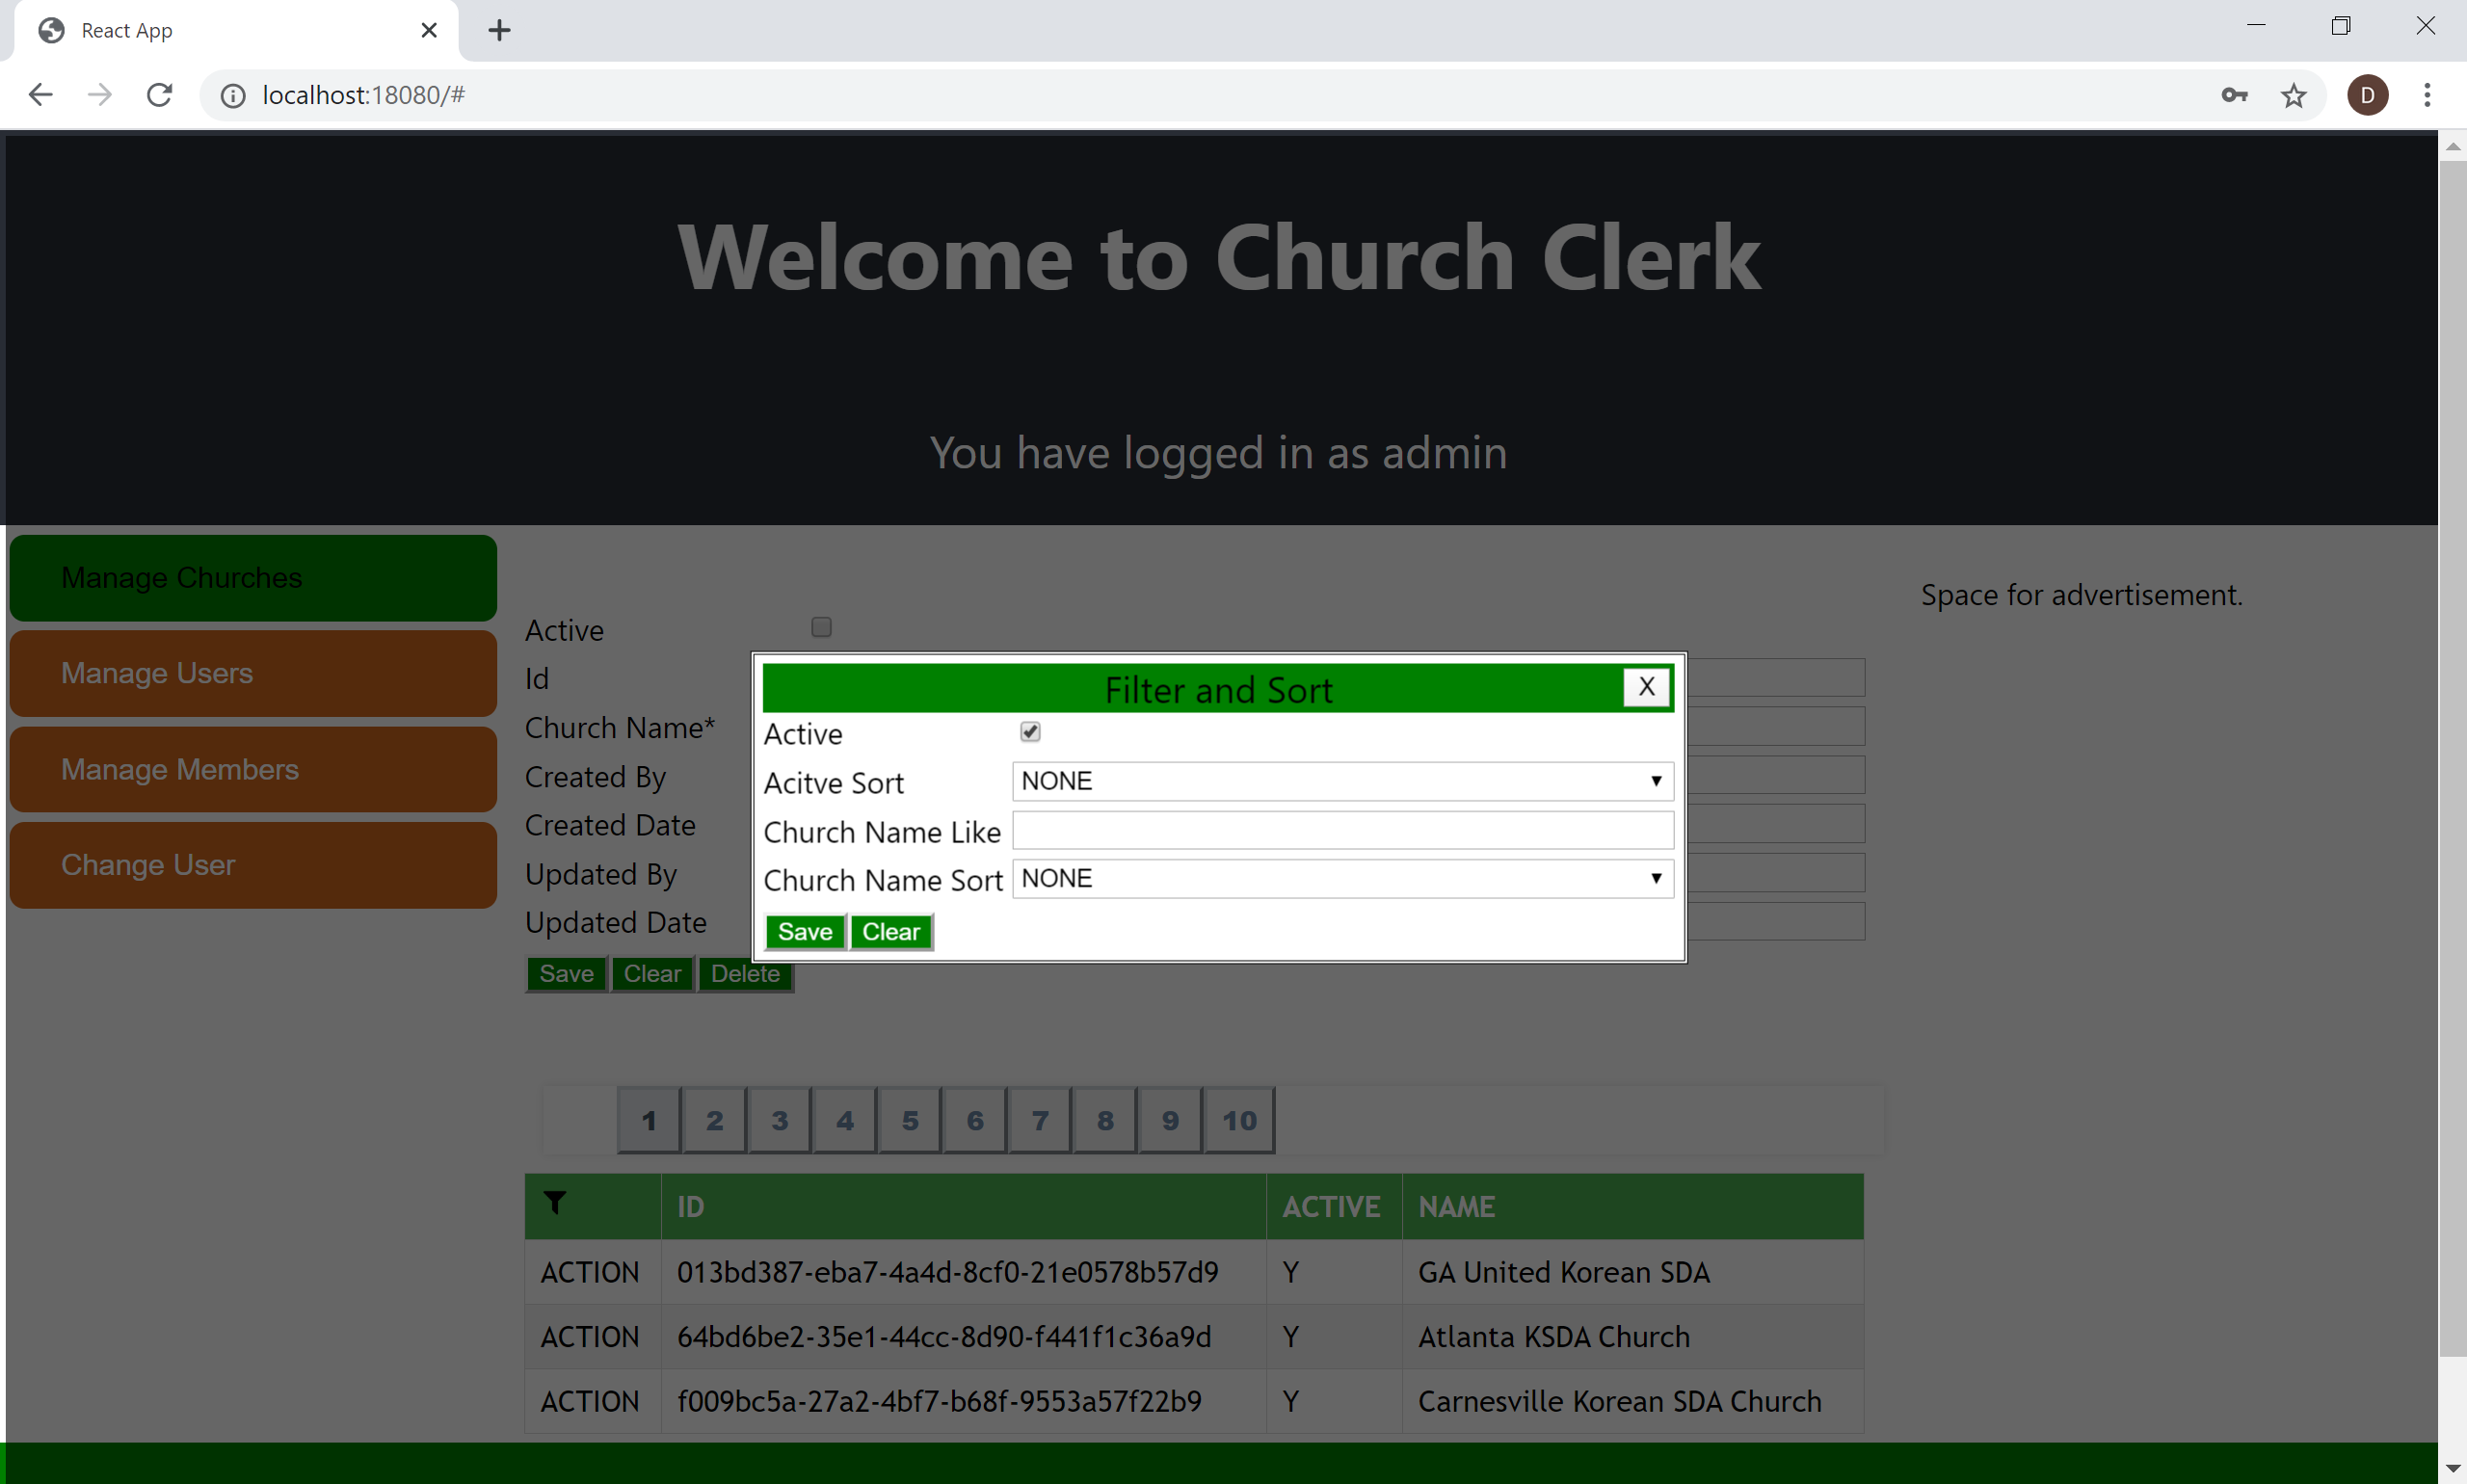 React App
localhost:18080/#
D
Welcome to Church Clerk
You have logged in as admin
Manage Churches
Manage Users
Manage Members
Change User
Active
Id
Church Name*
Created By
Created Date
Updated By
Updated Date
Save Clear Delete
Filter and Sort X
Active
Acitve Sort NONE
Church Name Like
Church Name Sort NONE
Save Clear
Space for advertisement.
1 2 3 4 5 6 7 8 9 10
ID ACTIVE NAME
ACTION 013bd387-eba7-4a4d-8cf0-21e0578b57d9 Y GA United Korean SDA
ACTION 64bd6be2-35e1-44cc-8d90-f441f1c36a9d Y Atlanta KSDA Church
ACTION f009bc5a-27a2-4bf7-b68f-9553a57f22b9 Y Carnesville Korean SDA Church